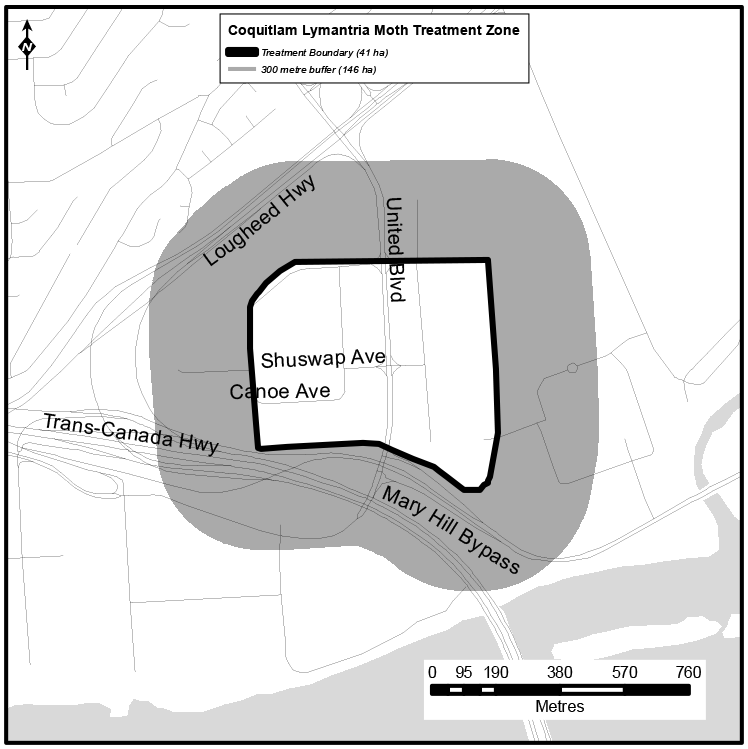 Coquitlam Lymantria Moth Treatment Zone
Treatment Boundary (41 ha)
300 metre buffer (146 ha)
N
Lougheed Hwy
United Blvd
Shuswap Ave
Canoe Ave
Trans-Canada Hwy
Mary Hill Bypass
0 95 190 380 570 760
Metres